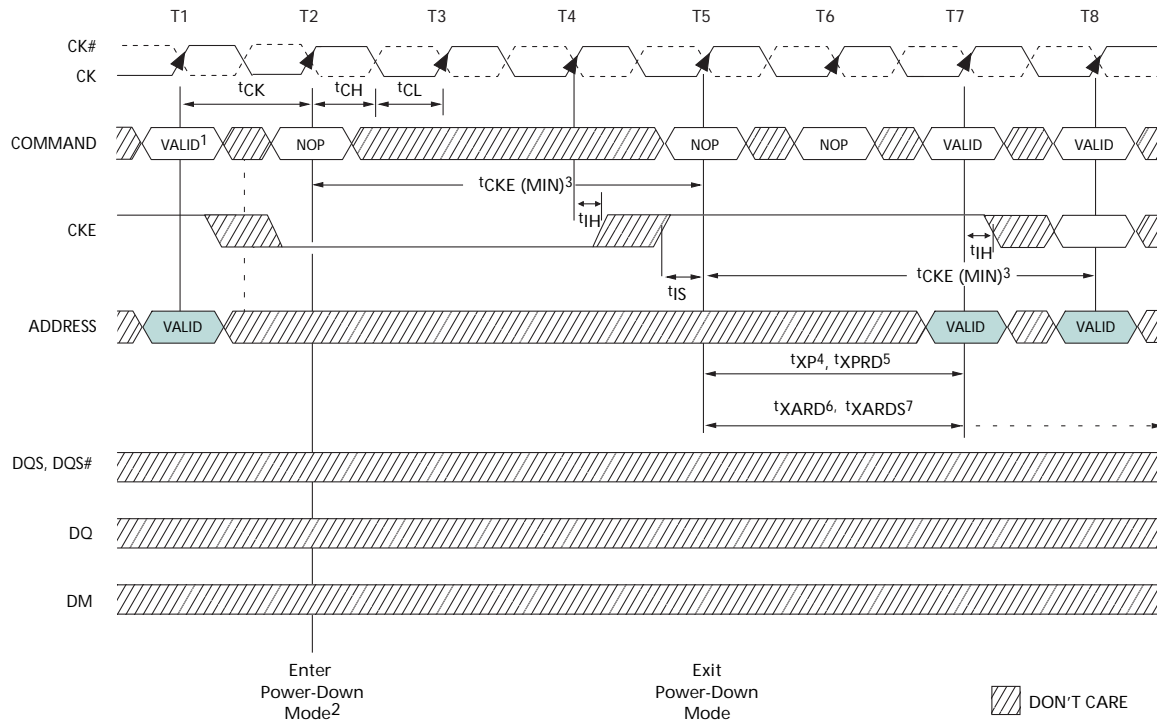 T1 T2 T3 T4 T5 T6 T7 T8
CK#
CK
tCK tCH tCL
COMMAND VALID1 NOP NOP NOP VALID VALID
tCKE (MIN)3
tIH
CKE
tIH
tCKE (MIN)3
tIS
ADDRESS VALID VALID VALID
tXP4, tXPRD5
tXARD6, tXARDS7
DQS, DQS#
DQ
DM
Enter
Power-Down
Mode2
Exit
Power-Down
Mode
DON'T CARE